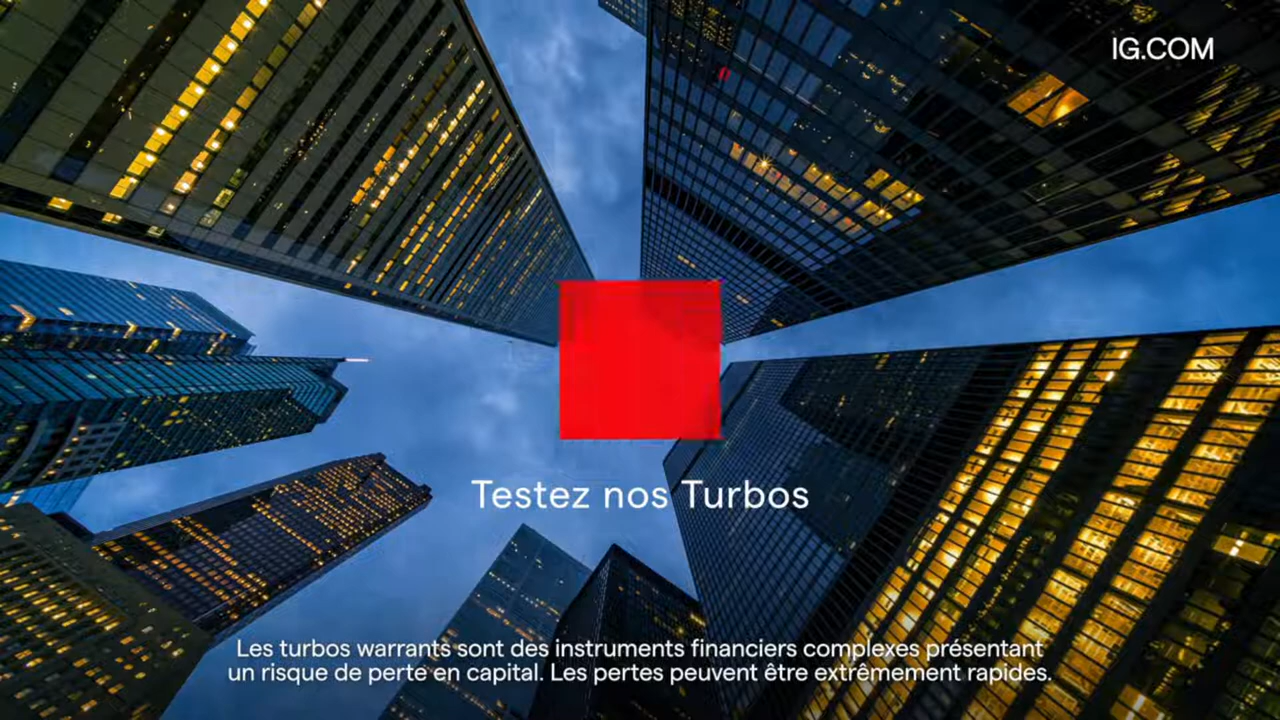 IG.COM
Testez nos Turbos
Les turbos warrants sont des instruments financiers complexes présentant
un risque de perte en capital. Les pertes peuvent être extrêmement rapides.